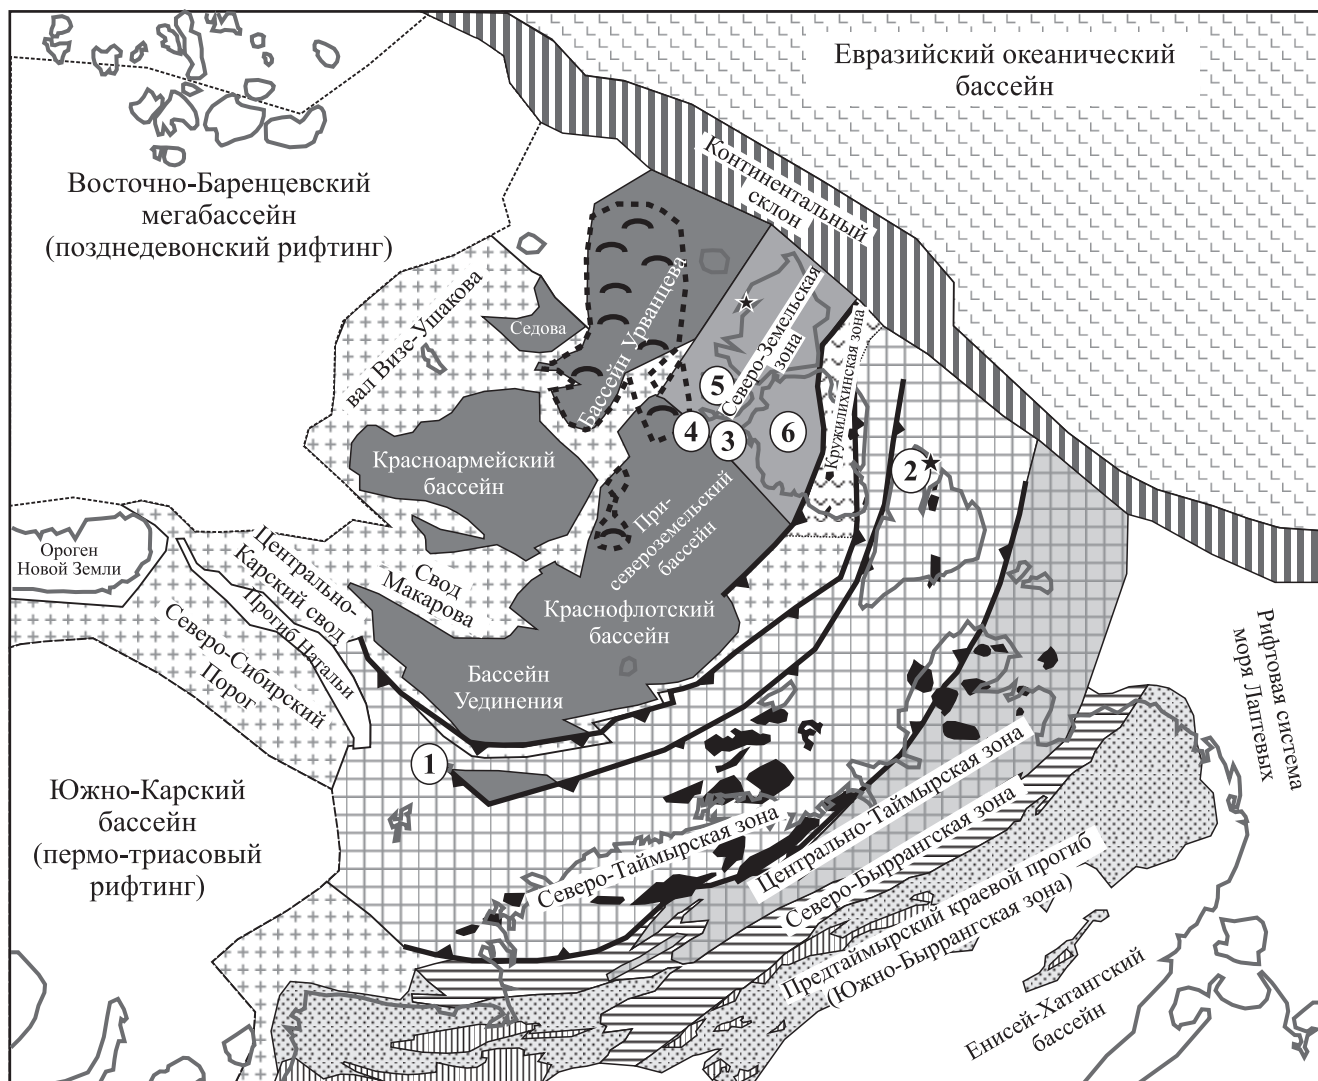 Евразийский океанический
бассейн
Континентальный
склон
Восточно-Баренцевский
мегабассейн
(позднедевонский рифтинг)
вал Визе-Ушакова
Седова
Бассейн Урванцева
Северо-Земельская
зона
Кружилихинская зона
5
4
3
6
2
Красноармейский
бассейн
При-
североземельский
бассейн
Ороген
Новой Земли
Центрально-
Карский свод
Прогиб Натальи
Северо-Сибирский
Порог
Свод
Макарова
Краснофлотский
бассейн
Бассейн
Уединения
1
Рифтовая система
моря Лаптевых
Южно-Карский
бассейн
(пермо-триасовый
рифтинг)
Северо-Таймырская зона
Центрально-Таймырская зона
Северо-Быррангская зона
Предтаймырский краевой прогиб
(Южно-Быррангская зона)
Енисей-Хатангский
бассейн